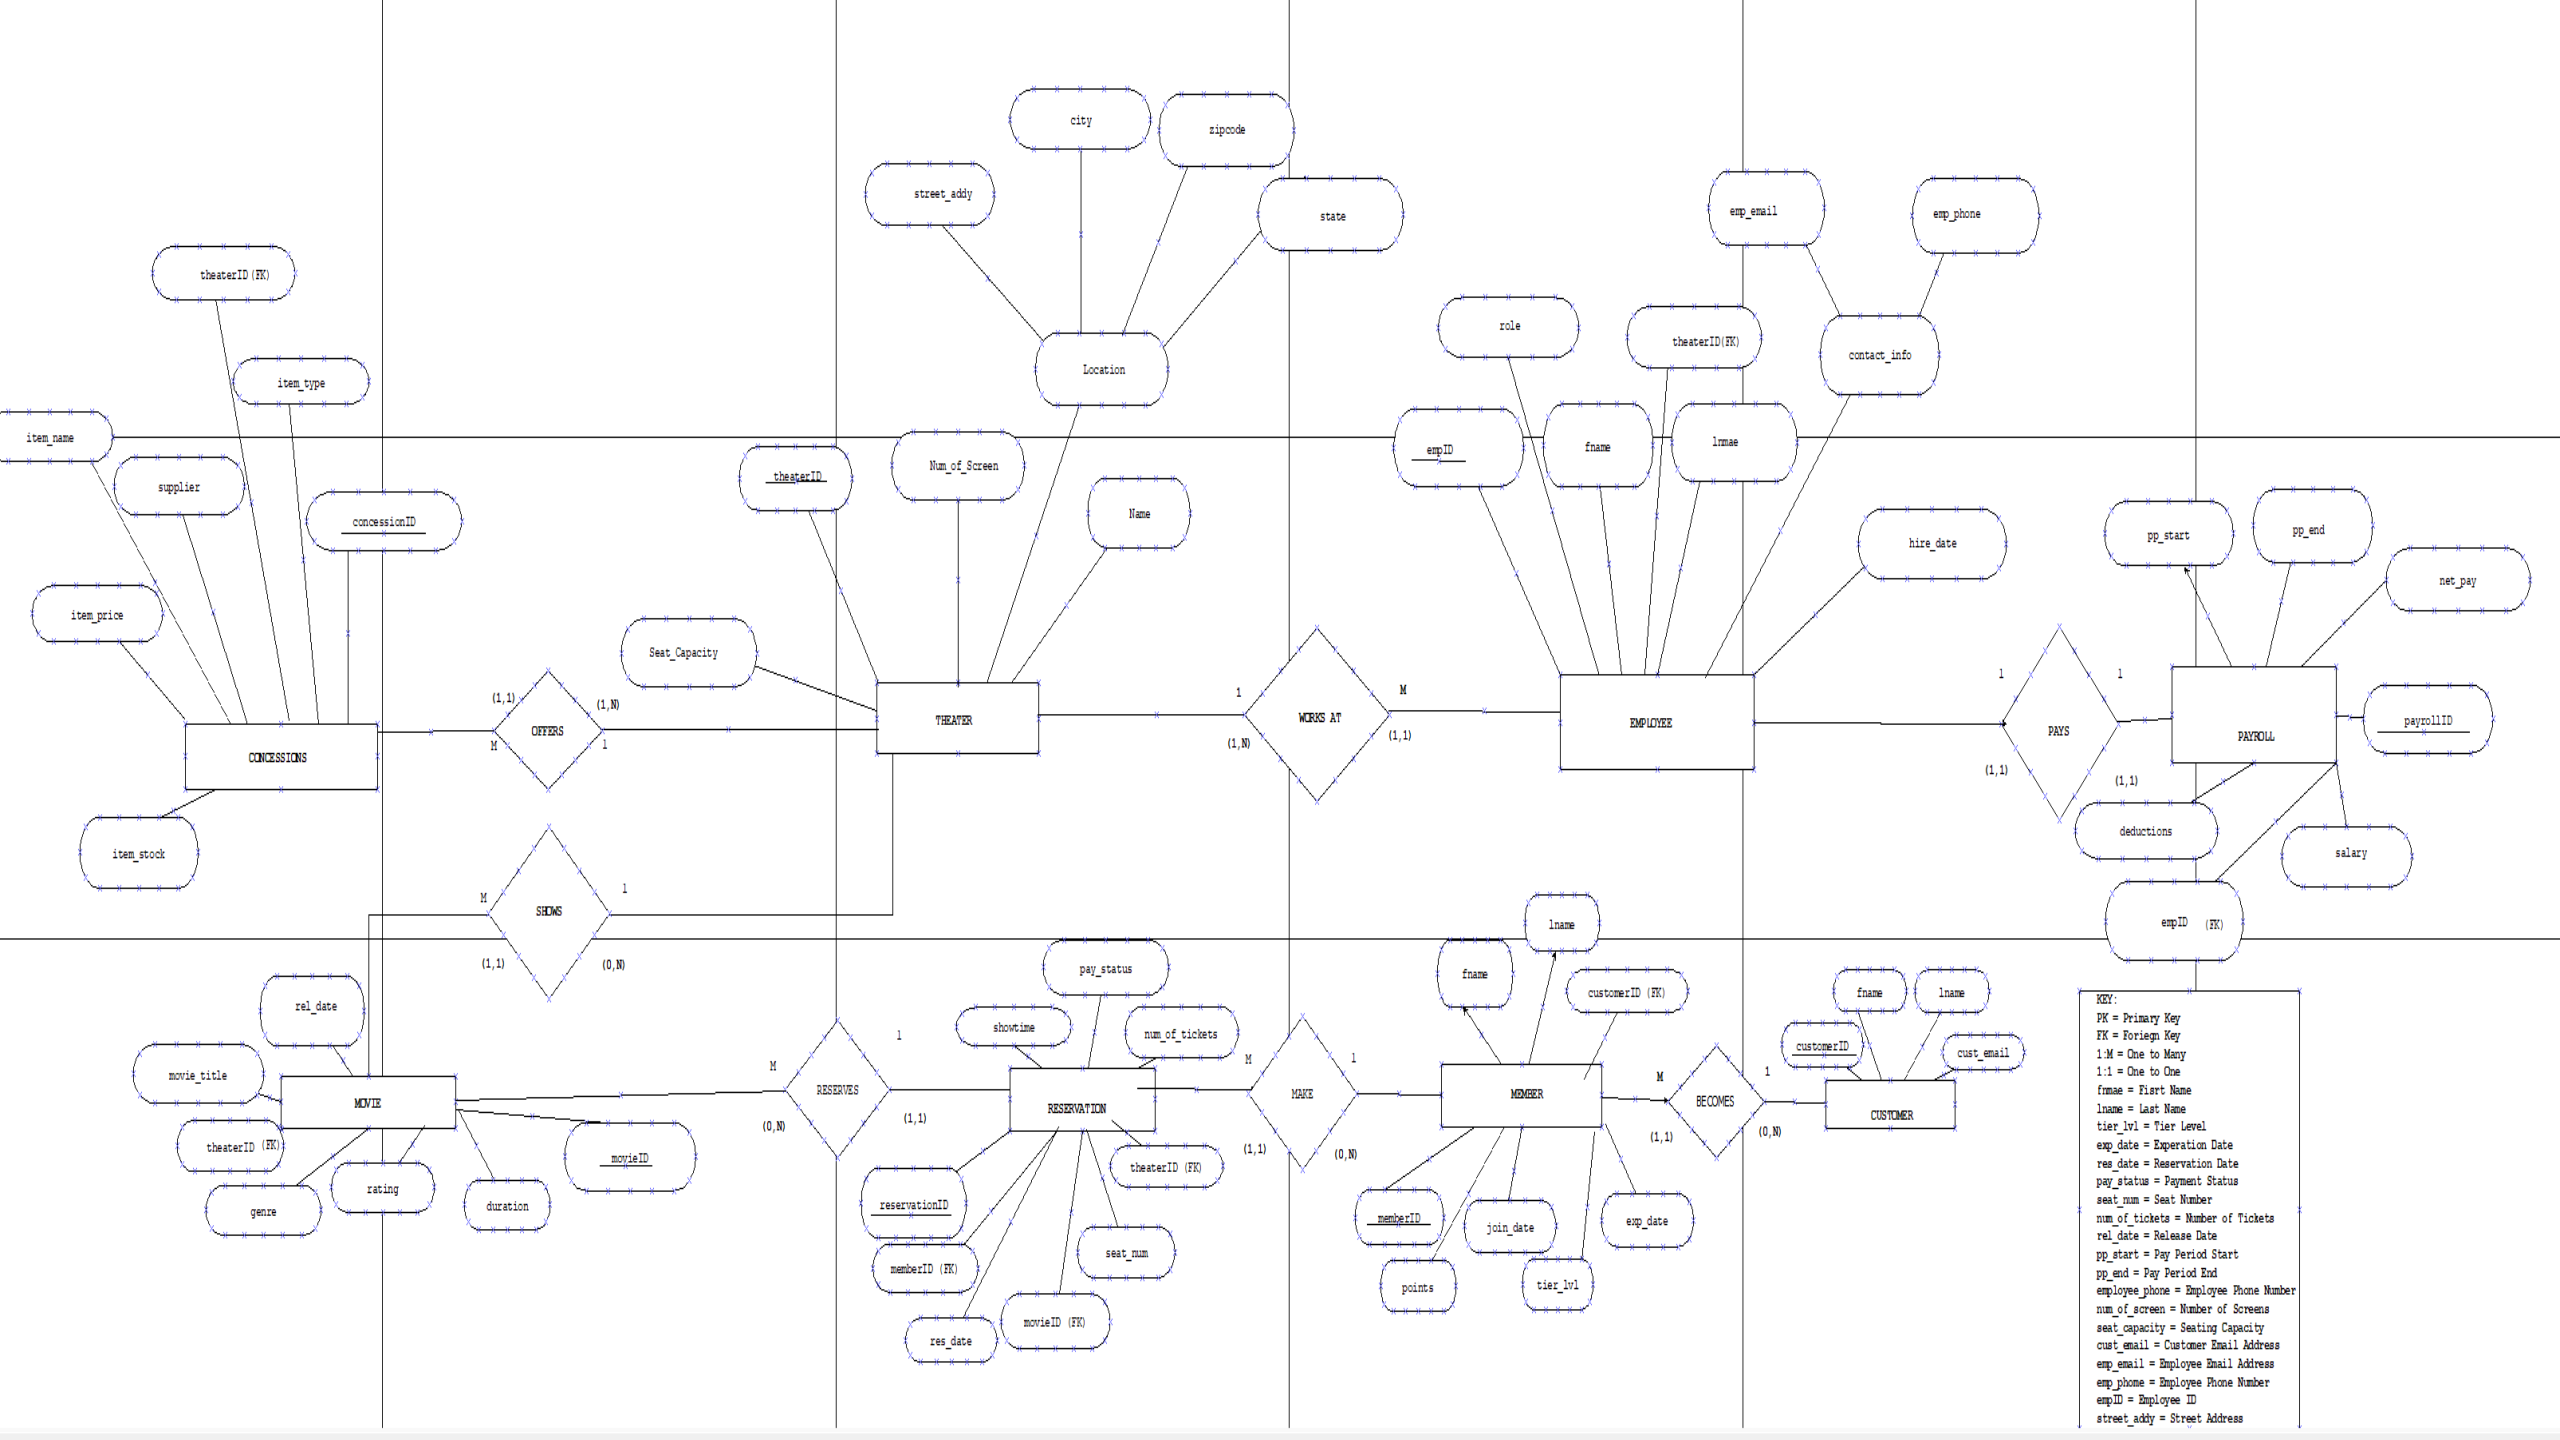 city
zipcode
street_addy
state
emp_email
emp_phone
theaterID (FK)
role
theaterID(FK)
contact_info
Location
item_type
item_name
supplier
concessionID
theaterID
Num_of_Screen
Name
empID
fname
lnmae
hire_date
pp_start
pp_end
net_pay
item_price
Seat_Capacity
(1,1)
(1,N)
OFFERS
M
1
CONCESSIONS
THEATER
1
M
WORKS AT
(1,N)
(1,1)
EMPLOYEE
1
1
PAYS
(1,1)
(1,1)
PAYROLL
payrollID
deductions
salary
empID (FK)
item_stock
M
1
SHOWS
(1,1)
(0,N)
rel_date
movie_title
MOVIE
theaterID (FK)
genre
rating
duration
movieID
M
1
RESERVES
(0,N)
(1,1)
pay_status
showtime
num_of_tickets
RESERVATION
reservationID
theaterID (FK)
memberID (FK)
seat_num
movieID (FK)
res_date
M
1
MAKE
(1,1)
(0,N)
lname
fname
customerID (FK)
MEMBER
memberID
join_date
exp_date
points
tier_lvl
M
1
BECOMES
(1,1)
(0,N)
fname
lname
customerID
cust_email
CUSTOMER
KEY:
PK = Primary Key
FK = Foriegn Key
1:M = One to Many
1:1 = One to One
fnmae = Fisrt Name
lname = Last Name
tier_lvl = Tier Level
exp_date = Experation Date
res_date = Reservation Date
pay_status = Payment Status
seat_num = Seat Number
num_of_tickets = Number of Tickets
rel_date = Release Date
pp_start = Pay Period Start
pp_end = Pay Period End
employee_phone = Employee Phone Number
num_of_screen = Number of Screens
seat_capacity = Seating Capacity
cust_email = Customer Email Address
emp_email = Employee Email Address
emp_phome = Employee Phone Number
empID = Employee ID
street_addy = Street Address